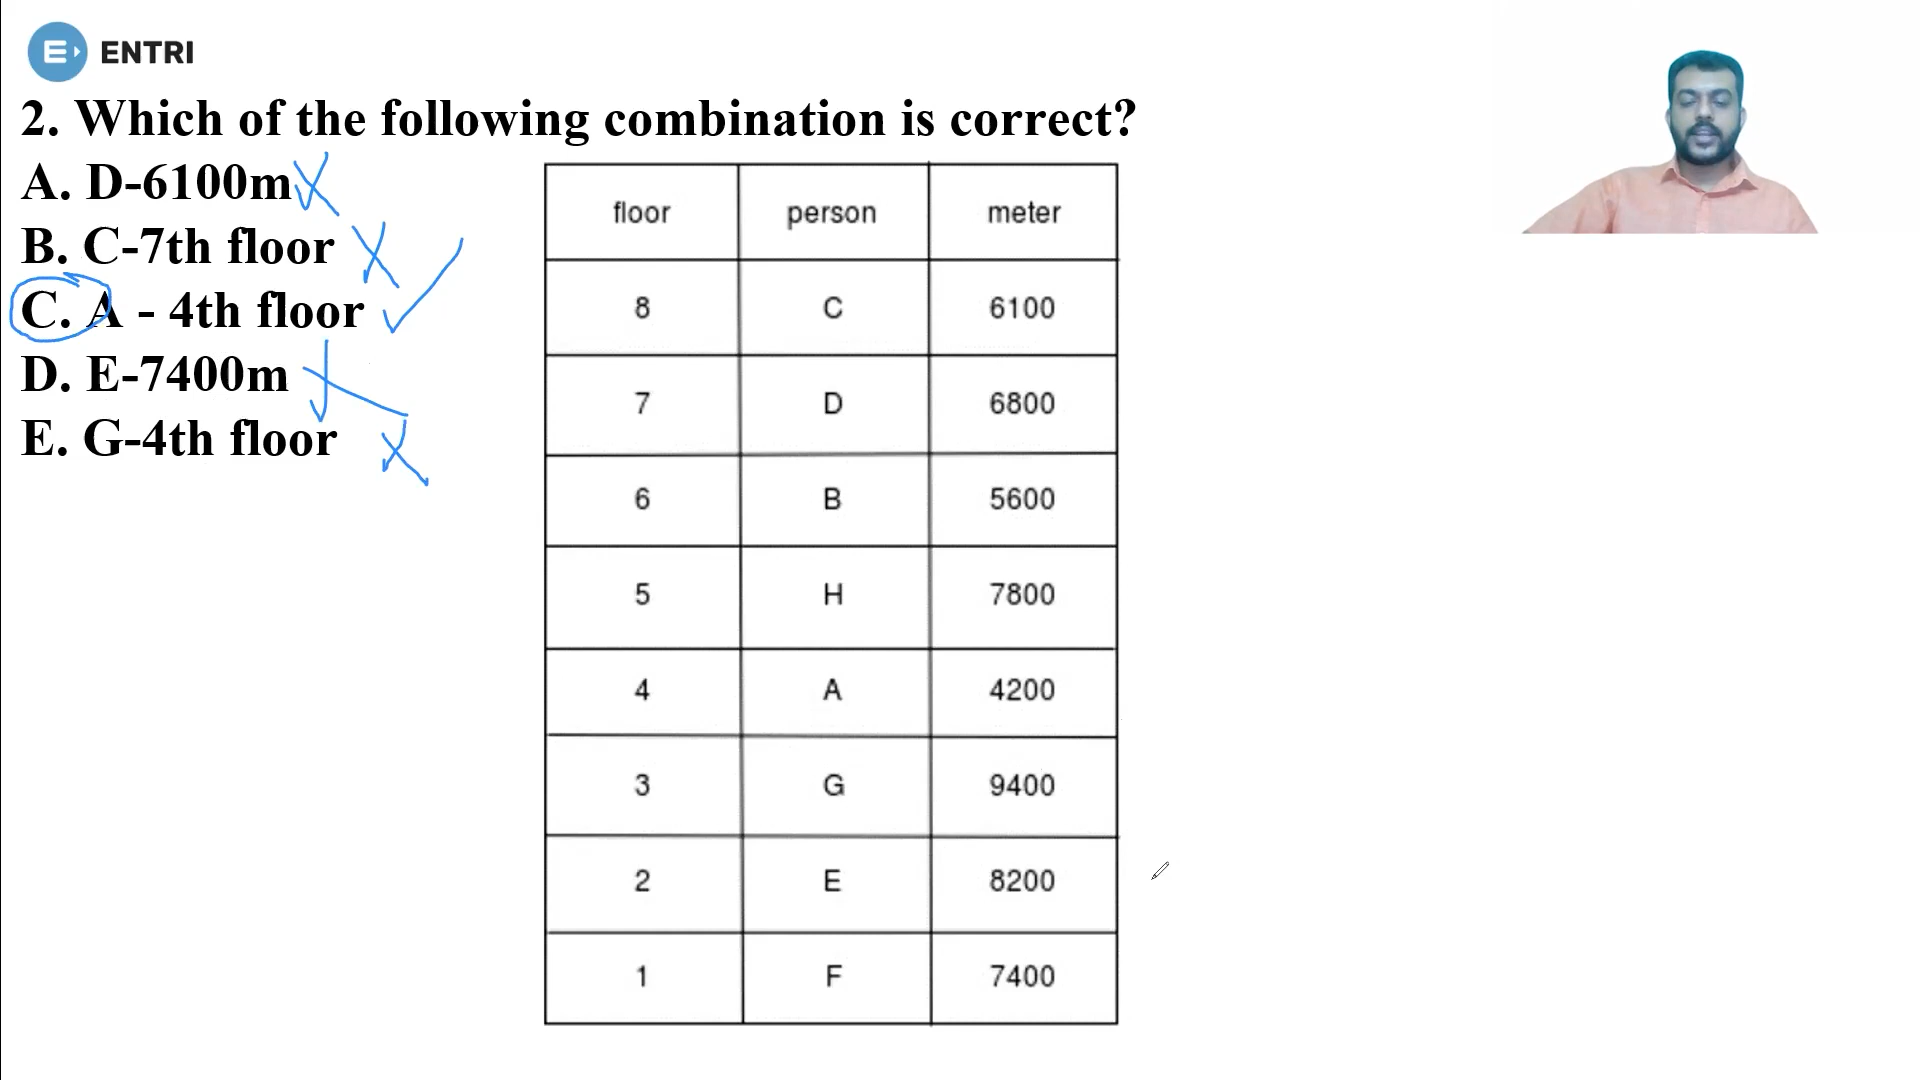 ENTRI
2. Which of the following combination is correct?
A. D-6100m
B. C-7th floor
C. A - 4th floor
D. E-7400m
E. G-4th floor
floor person meter
8 C 6100
7 D 6800
6 B 5600
5 H 7800
4 A 4200
3 G 9400
2 E 8200
1 F 7400